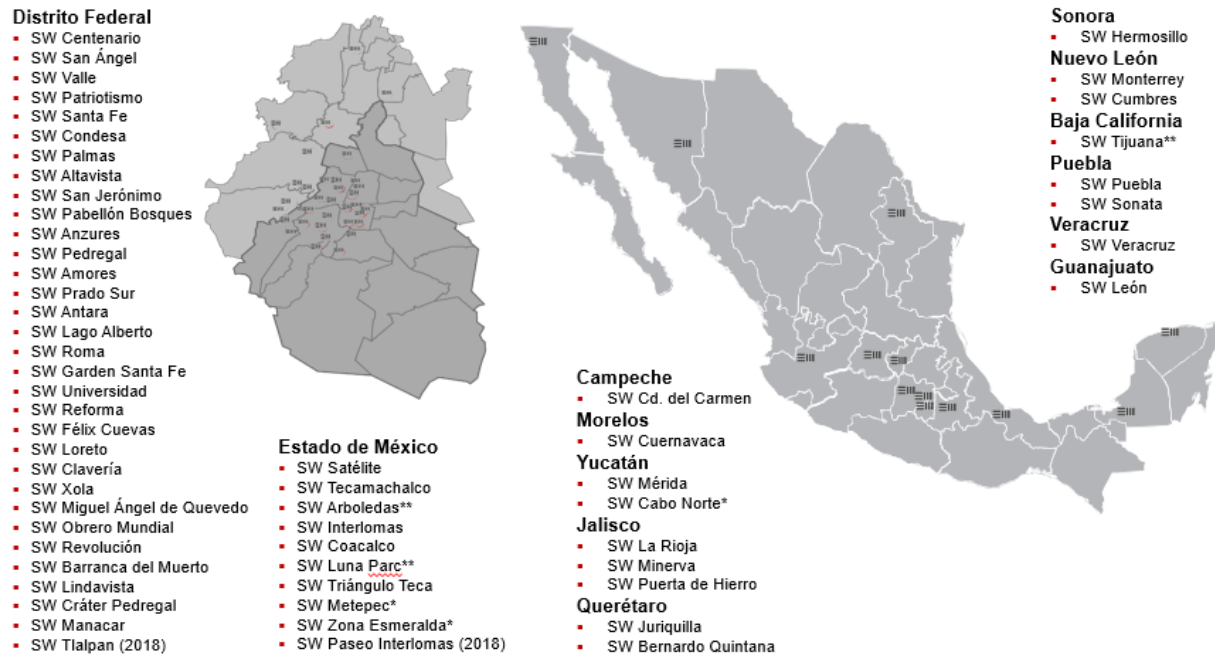 Distrito Federal
SW Centenario
SW San Ángel
SW Valle
SW Patriotismo
SW Santa Fe
SW Condesa
SW Palmas
SW Altavista
SW San Jerónimo
SW Pabellón Bosques
SW Anzures
SW Pedregal
SW Amores
SW Prado Sur
SW Antara
SW Lago Alberto
SW Roma
SW Garden Santa Fe
SW Universidad
SW Reforma
SW Félix Cuevas
SW Loreto
SW Clavería
SW Xola
SW Miguel Ángel de Quevedo
SW Obrero Mundial
SW Revolución
SW Barranca del Muerto
SW Lindavista
SW Cráter Pedregal
SW Manacar
SW Tlalpan (2018)
Estado de México
SW Satélite
SW Tecamachalco
SW Arboledas**
SW Interlomas
SW Coacalco
SW Luna Parc**
SW Triángulo Teca
SW Metepec*
SW Zona Esmeralda*
SW Paseo Interlomas (2018)
Campeche
SW Cd. del Carmen
Morelos
SW Cuernavaca
Yucatán
SW Mérida
SW Cabo Norte*
Jalisco
SW La Rioja
SW Minerva
SW Puerta de Hierro
Querétaro
SW Juriquilla
SW Bernardo Quintana
Sonora
SW Hermosillo
Nuevo León
SW Monterrey
SW Cumbres
Baja California
SW Tijuana**
Puebla
SW Puebla
SW Sonata
Veracruz
SW Veracruz
Guanajuato
SW León